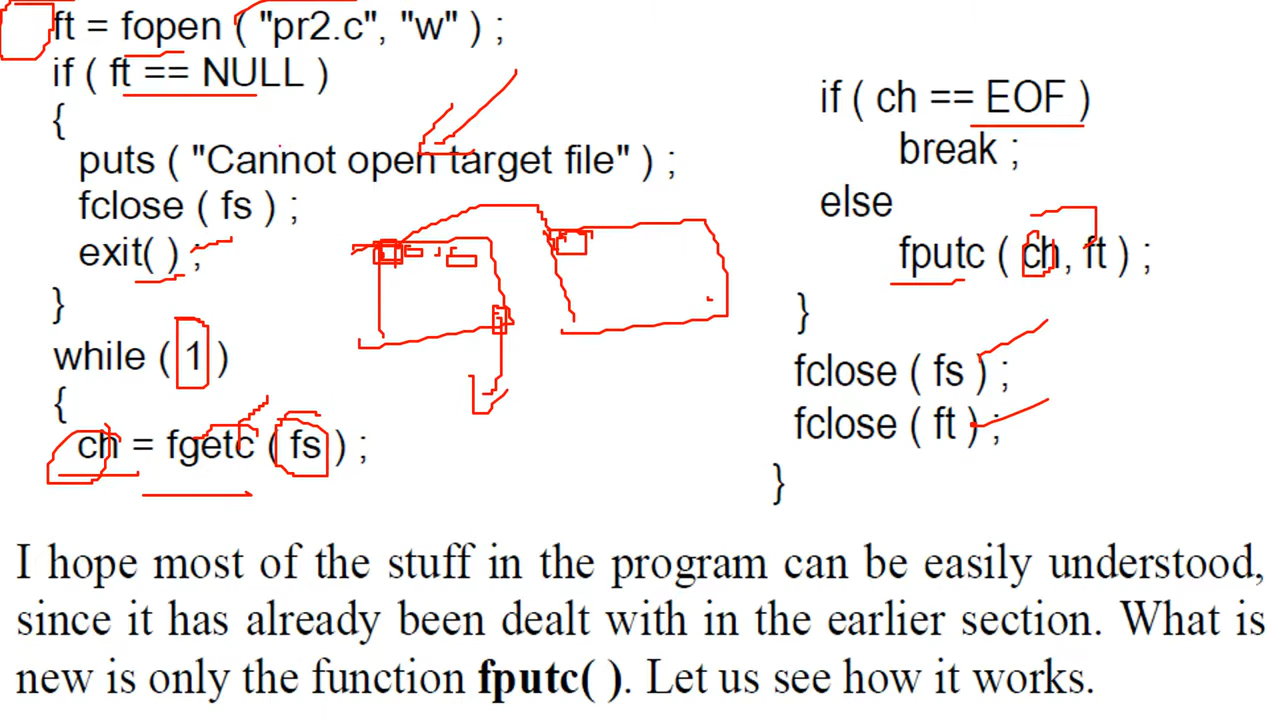 ft = fopen ( "pr2.c", "w" ) ;
if ( ft == NULL )
{
puts ( "Cannot open target file" ) ;
fclose ( fs ) ;
exit( ) ;
}
while ( 1 )
{
ch = fgetc ( fs ) ;
if ( ch == EOF )
break ;
else
fputc ( ch, ft ) ;
}
fclose ( fs ) ;
fclose ( ft ) ;
}
I hope most of the stuff in the program can be easily understood,
since it has already been dealt with in the earlier section. What is
new is only the function fputc( ). Let us see how it works.